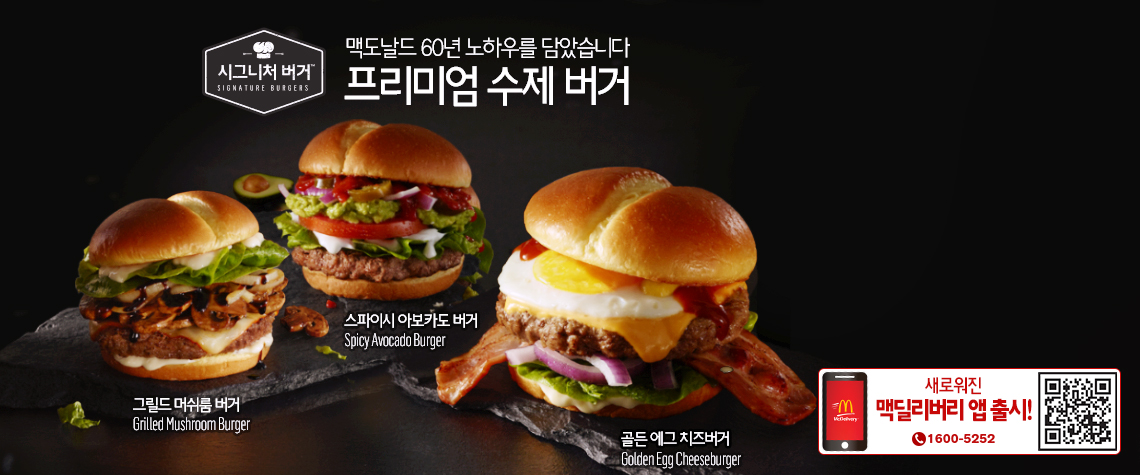 시그니처 버거™
SIGNATURE BURGERS
맥도날드 60년 노하우를 담았습니다
프리미엄 수제 버거
스파이시 아보카도 버거
Spicy Avocado Burger
그릴드 머쉬룸 버거
Grilled Mushroom Burger
골든 에그 치즈버거
Golden Egg Cheeseburger
McDelivery
새로워진
맥딜리버리 앱 출시!
1600-5252